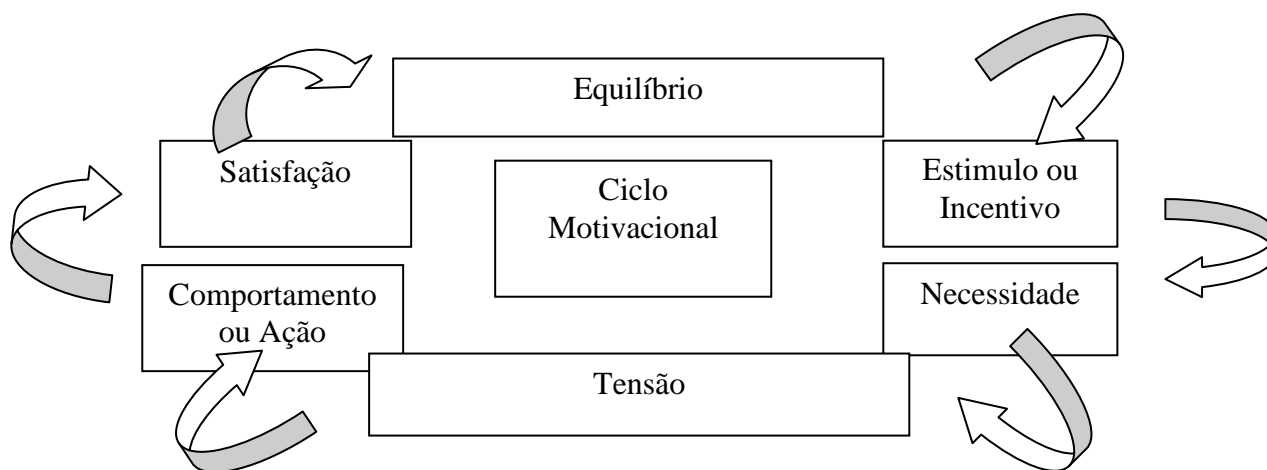 Equilíbrio
Satisfação
Ciclo
Motivacional
Estimulo ou
Incentivo
Comportamento
ou Ação
Necessidade
Tensão